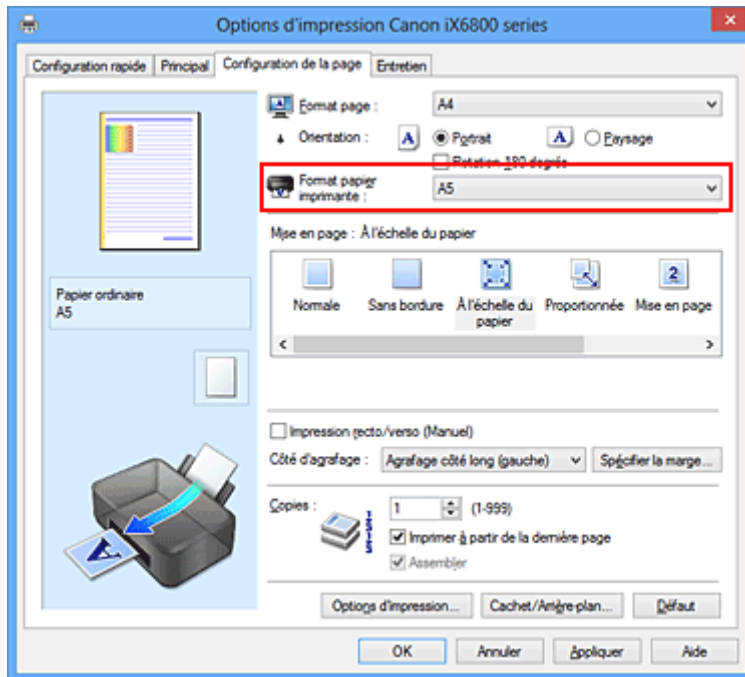 Options d'impression Canon iX6800 series
Configuration rapide Principal Configuration de la page Entretien
Format page : A4
Orientation : A Portrait A Paysage
Rotation 180 degrés
Format papier imprimante : A5
Mise en page : À l'échelle du papier
Normale Sans bordure À l'échelle du papier Proportionnée Mise en page
Papier ordinaire
A5
Impression recto/verso (Manuel)
Côté d'agrafage : Agrafage côté long (gauche) Spécifier la marge...
Copies : 1 (1-999)
Imprimer à partir de la dernière page
Assembler
Options d'impression... Cachet/Arrière-plan... Défaut
OK Annuler Appliquer Aide